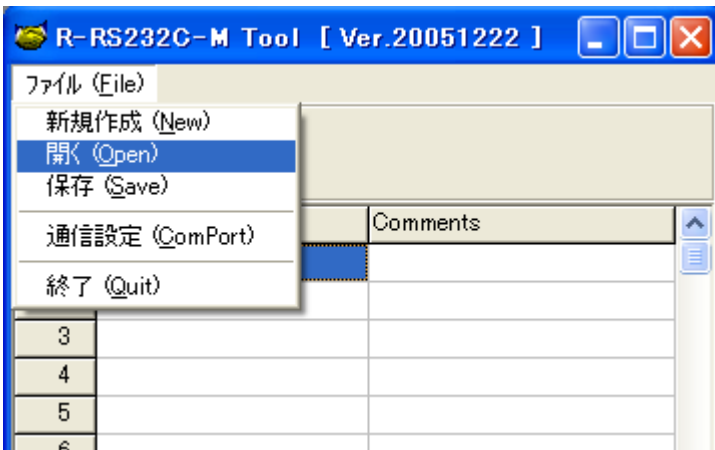 R-RS232C-M Tool [ Ver.20051222 ]
ファイル (File)
新規作成 (New)
開く (Open)
保存 (Save)
通信設定 (ComPort)
終了 (Quit)
Comments
3
4
5
6